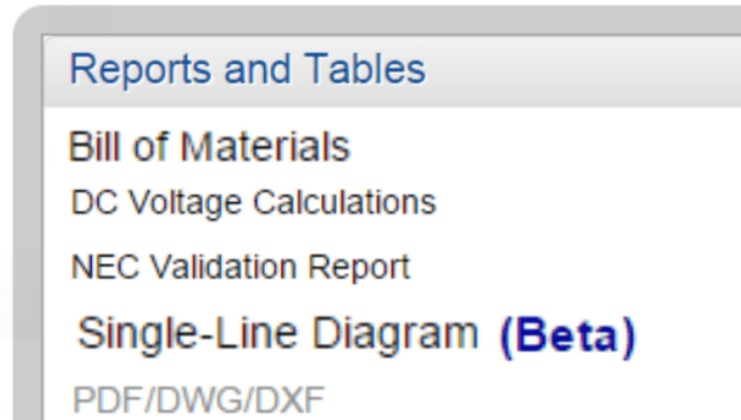 Reports and Tables
Bill of Materials
DC Voltage Calculations
NEC Validation Report
Single-Line Diagram (Beta)
PDF/DWG/DXF